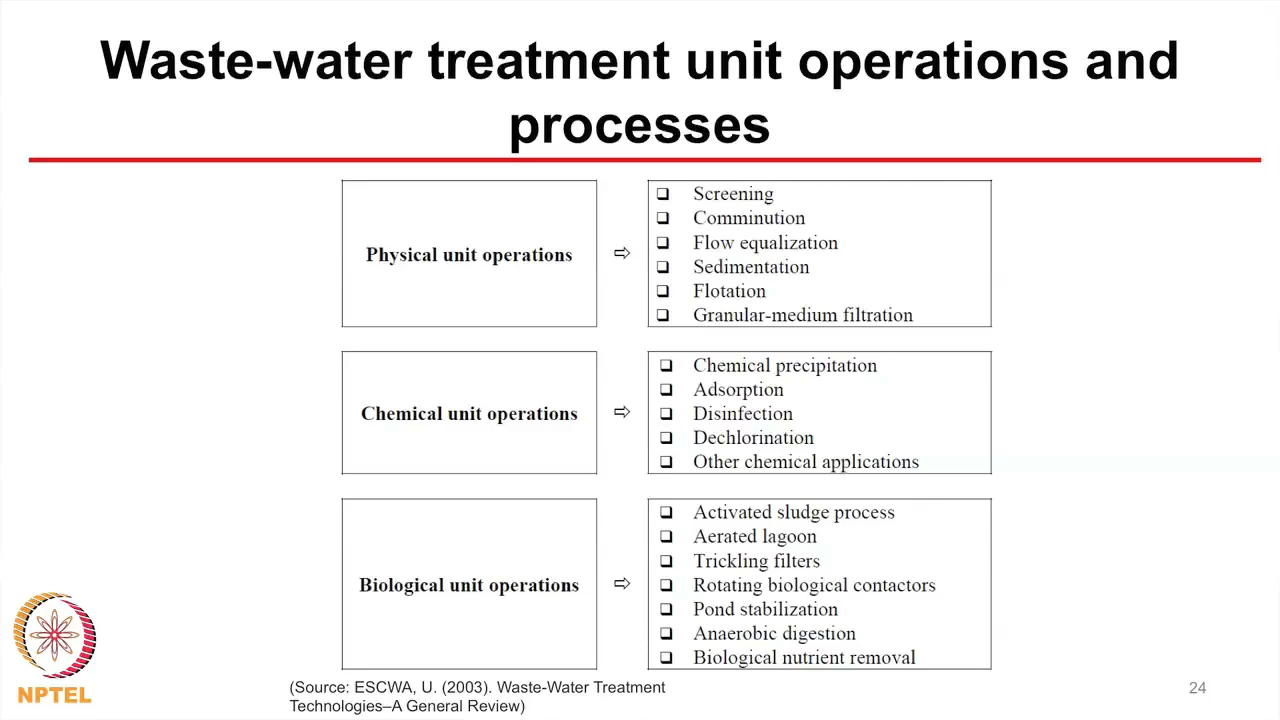 Waste-water treatment unit operations and
processes
Physical unit operations
⇨
❑ Screening
❑ Comminution
❑ Flow equalization
❑ Sedimentation
❑ Flotation
❑ Granular-medium filtration
Chemical unit operations
⇨
❑ Chemical precipitation
❑ Adsorption
❑ Disinfection
❑ Dechlorination
❑ Other chemical applications
Biological unit operations
⇨
❑ Activated sludge process
❑ Aerated lagoon
❑ Trickling filters
❑ Rotating biological contactors
❑ Pond stabilization
❑ Anaerobic digestion
❑ Biological nutrient removal
NPTEL
(Source: ESCWA, U. (2003). Waste-Water Treatment
Technologies–A General Review)
24